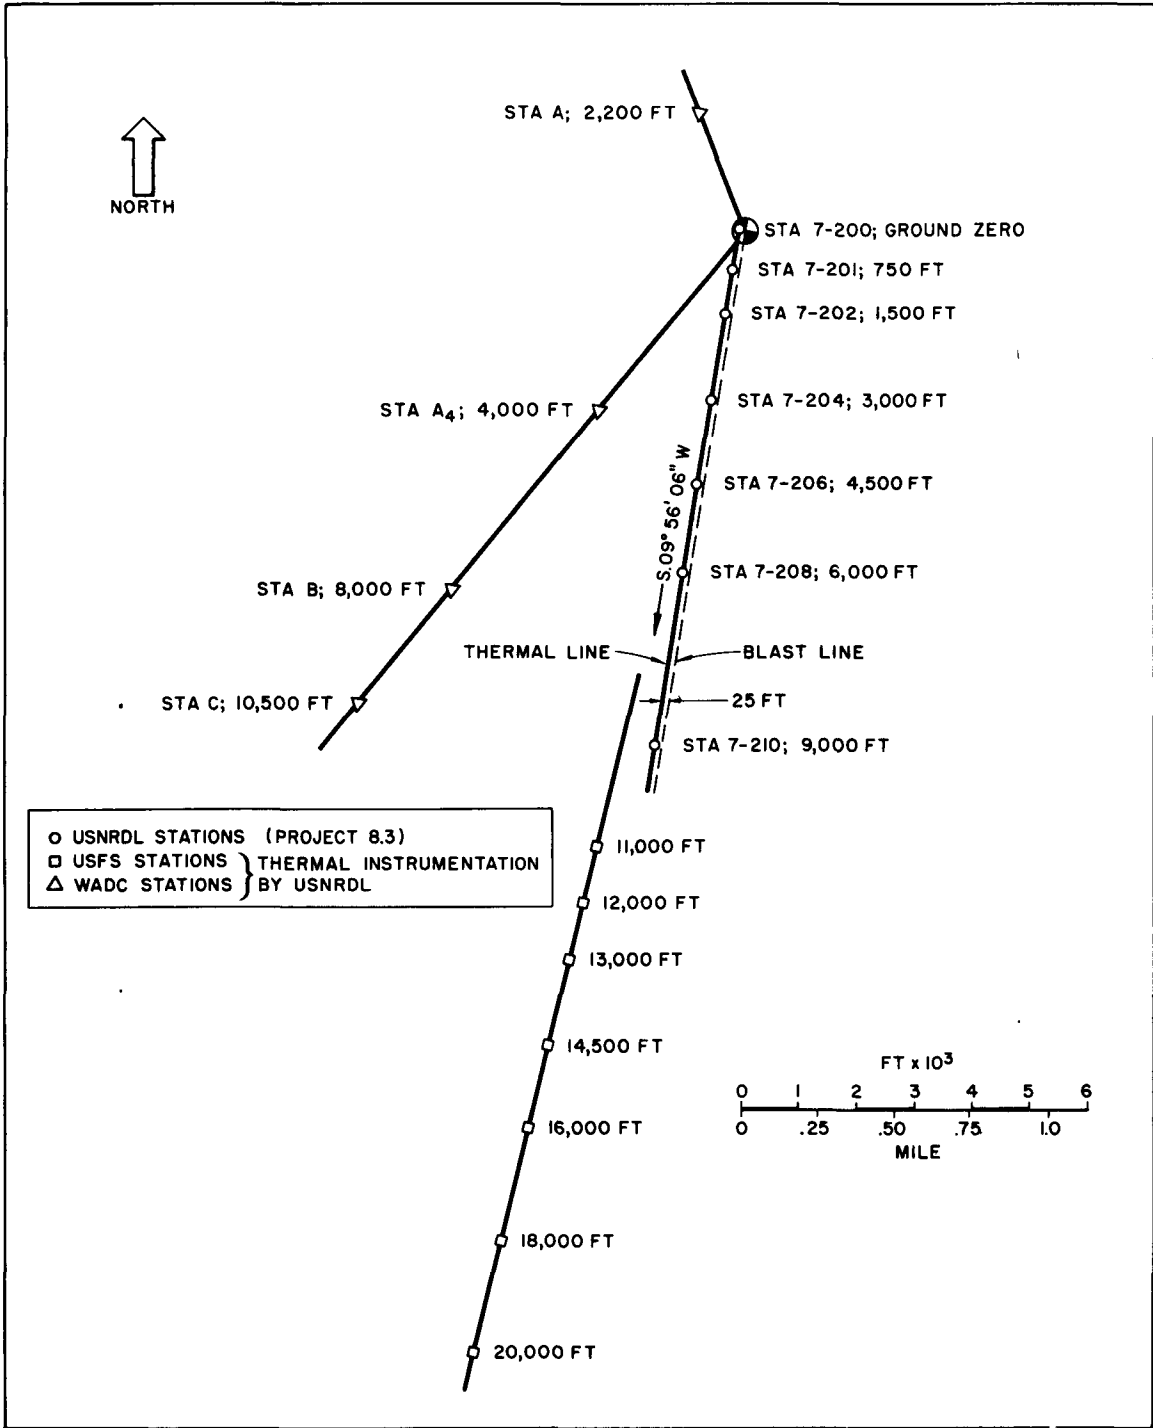 STA A; 2,200 FT
NORTH
STA 7-200; GROUND ZERO
STA 7-201; 750 FT
STA 7-202; 1,500 FT
STA 7-204; 3,000 FT
STA A4; 4,000 FT
STA 7-206; 4,500 FT
S.09° 56' 06" W
STA 7-208; 6,000 FT
STA B; 8,000 FT
THERMAL LINE
BLAST LINE
STA C; 10,500 FT
25 FT
STA 7-210; 9,000 FT
USNRDL STATIONS (PROJECT 8.3)
USFS STATIONS
WADC STATIONS
THERMAL INSTRUMENTATION
BY USNRDL
11,000 FT
12,000 FT
13,000 FT
14,500 FT
16,000 FT
18,000 FT
20,000 FT
FT x 10³
0 1 2 3 4 5 6
0 .25 .50 .75 1.0
MILE